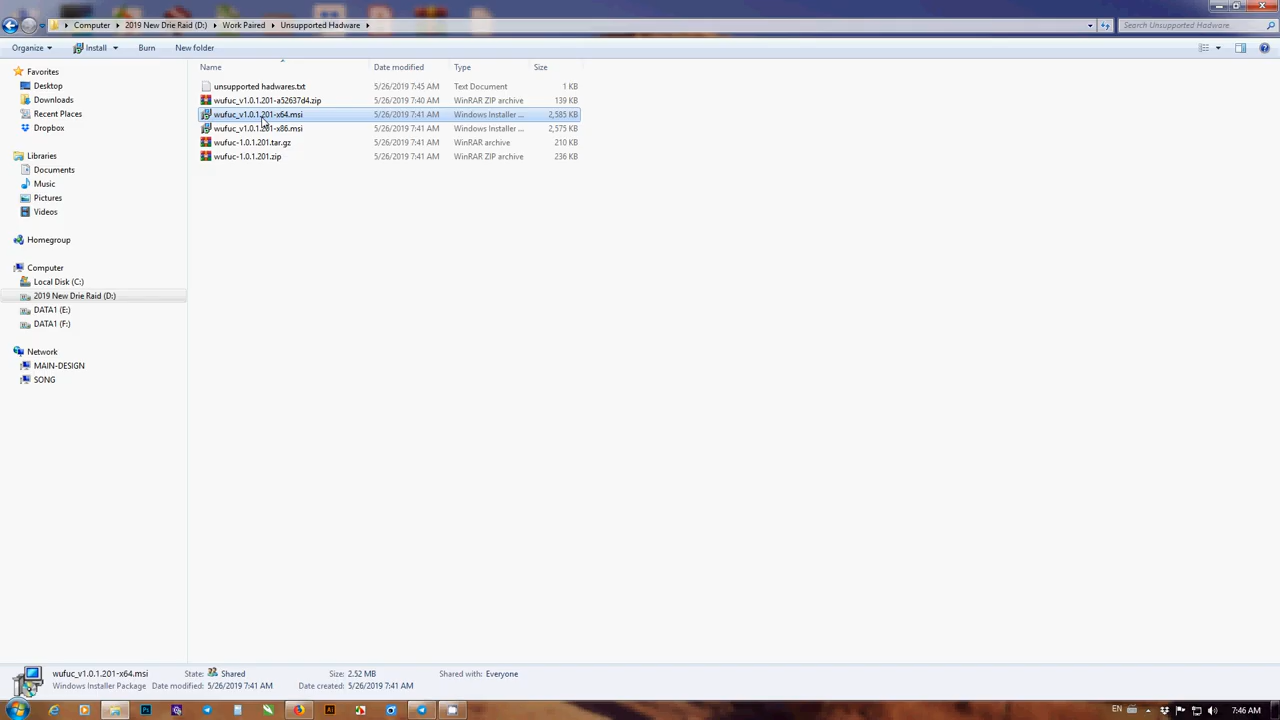 Computer ▸ 2019 New Drie Raid (D:) ▸ Work Paired ▸ Unsupported Hadware ▸
Search Unsupported Hadware
Organize
Install
Burn
New folder
Name Date modified Type Size
unsupported hadwares.txt 5/26/2019 7:45 AM Text Document 1 KB
wufuc_v1.0.1.201-a52637d4.zip 5/26/2019 7:40 AM WinRAR ZIP archive 139 KB
wufuc_v1.0.1.201-x64.msi 5/26/2019 7:41 AM Windows Installer ... 2,585 KB
wufuc_v1.0.1.201-x86.msi 5/26/2019 7:41 AM Windows Installer ... 2,575 KB
wufuc-1.0.1.201.tar.gz 5/26/2019 7:41 AM WinRAR archive 210 KB
wufuc-1.0.1.201.zip 5/26/2019 7:41 AM WinRAR ZIP archive 236 KB
Favorites
Desktop
Downloads
Recent Places
Dropbox
Libraries
Documents
Music
Pictures
Videos
Homegroup
Computer
Local Disk (C:)
2019 New Drie Raid (D:)
DATA1 (E:)
DATA1 (F:)
Network
MAIN-DESIGN
SONG
wufuc_v1.0.1.201-x64.msi State: Shared Size: 2.52 MB Shared with: Everyone
Windows Installer Package Date modified: 5/26/2019 7:41 AM Date created: 5/26/2019 7:41 AM
EN 7:46 AM